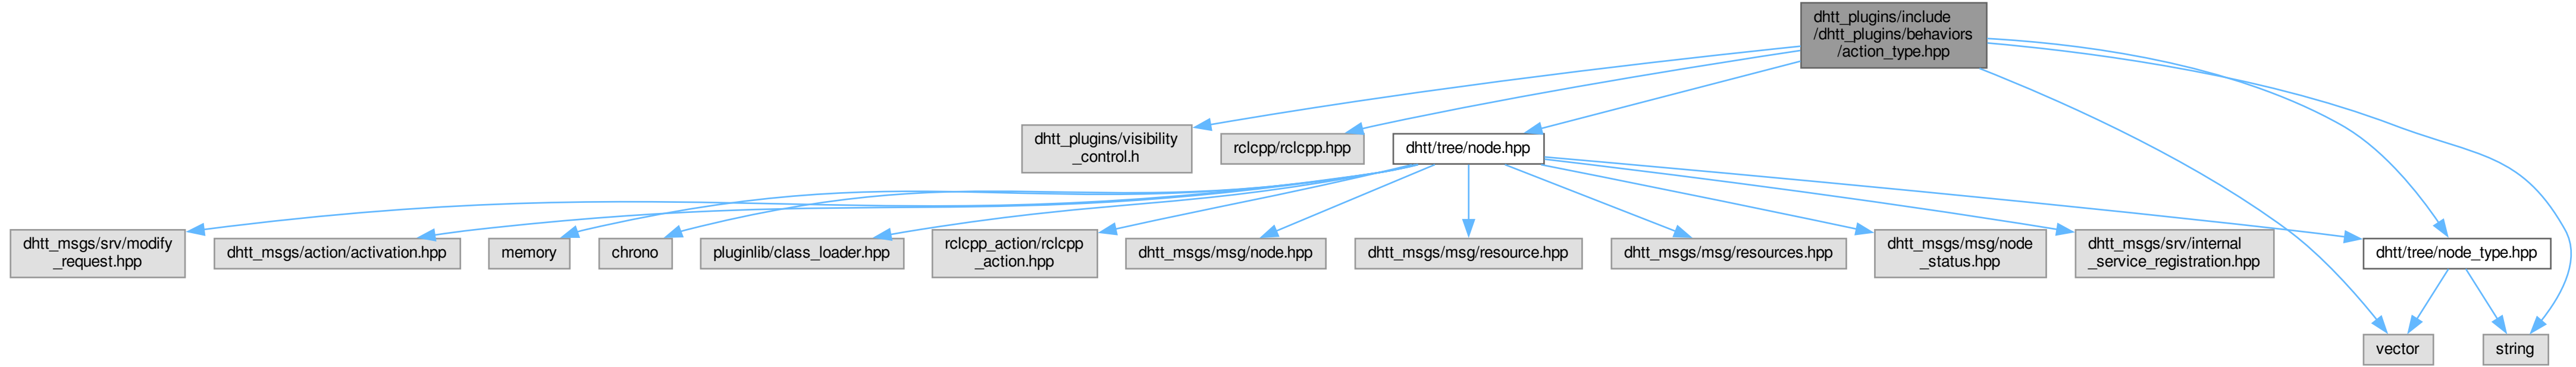 dhtt_plugins/include
/dhtt_plugins/behaviors
/action_type.hpp
dhtt_plugins/visibility
_control.h
rclcpp/rclcpp.hpp
dhtt/tree/node.hpp
dhtt_msgs/srv/modify
_request.hpp
dhtt_msgs/action/activation.hpp
memory
chrono
pluginlib/class_loader.hpp
rclcpp_action/rclcpp
_action.hpp
dhtt_msgs/msg/node.hpp
dhtt_msgs/msg/resource.hpp
dhtt_msgs/msg/resources.hpp
dhtt_msgs/msg/node
_status.hpp
dhtt_msgs/srv/internal
_service_registration.hpp
dhtt/tree/node_type.hpp
vector
string